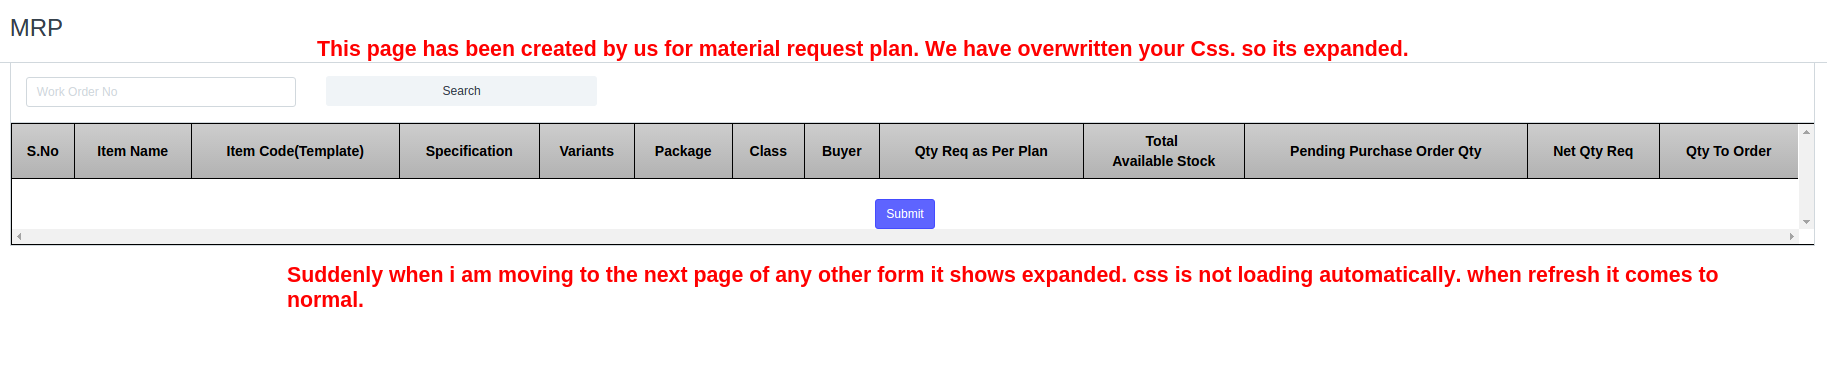 MRP
This page has been created by us for material request plan. We have overwritten your Css. so its expanded.
Work Order No
Search
S.No Item Name Item Code(Template) Specification Variants Package Class Buyer Qty Req as Per Plan Total Available Stock Pending Purchase Order Qty Net Qty Req Qty To Order
Submit
Suddenly when i am moving to the next page of any other form it shows expanded. css is not loading automatically. when refresh it comes to
normal.